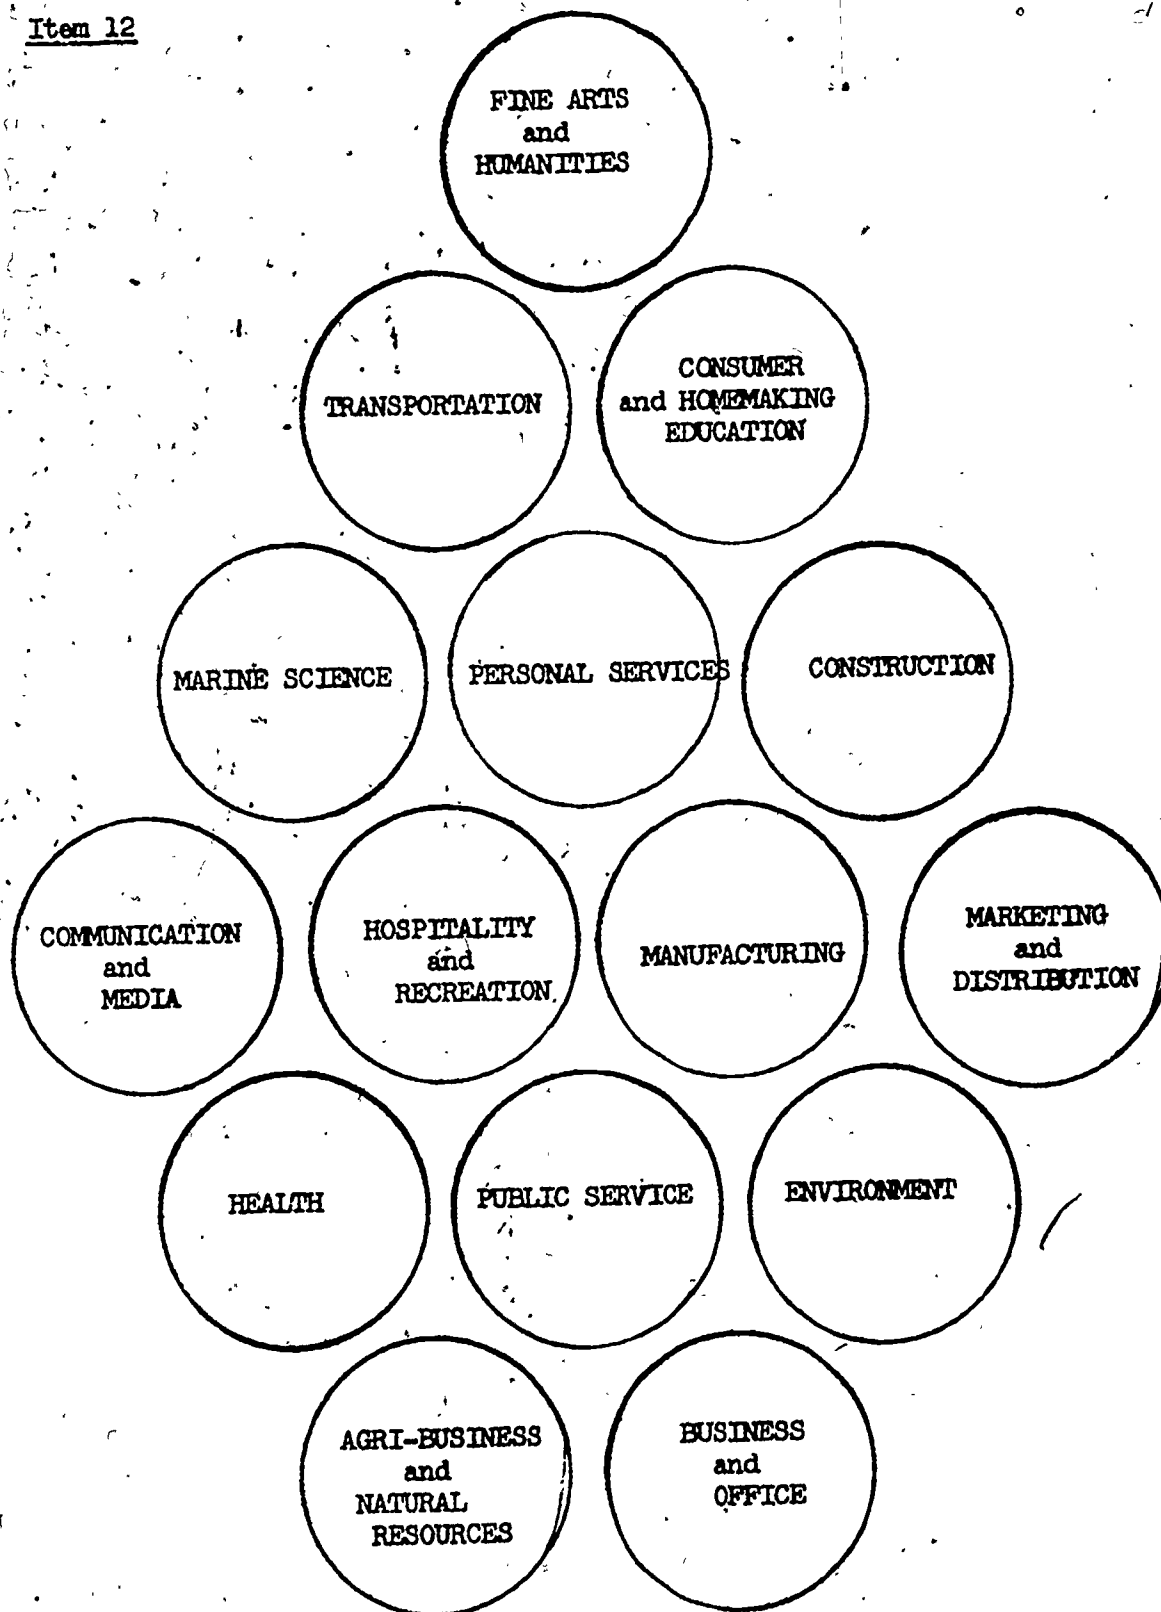 Item 12
FINE ARTS
and
HUMANITIES
TRANSPORTATION
CONSUMER
and HOMEMAKING
EDUCATION
MARINE SCIENCE
PERSONAL SERVICES
CONSTRUCTION
COMMUNICATION
and
MEDIA
HOSPITALITY
and
RECREATION
MANUFACTURING
MARKETING
and
DISTRIBUTION
HEALTH
PUBLIC SERVICE
ENVIRONMENT
AGRI-BUSINESS
and
NATURAL
RESOURCES
BUSINESS
and
OFFICE